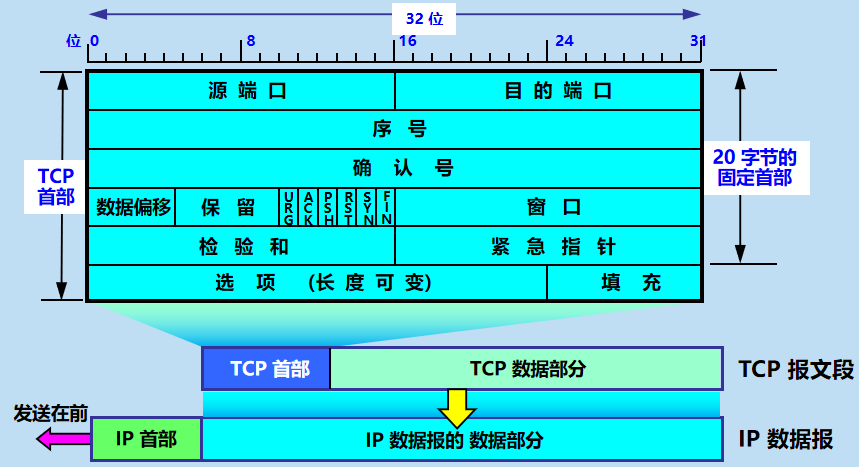 32 位
位 0 8 16 24 31
源 端 口 目 的 端 口
序 号
确 认 号
数据偏移 保 留 URG ACK PSH RST SYN FIN 窗 口
检 验 和 紧 急 指 针
选 项 (长 度 可 变) 填 充
TCP
首部
20 字节的
固定首部
TCP 首部 TCP 数据部分 TCP 报文段
发送在前
IP 首部 IP 数据报的 数据部分 IP 数据报